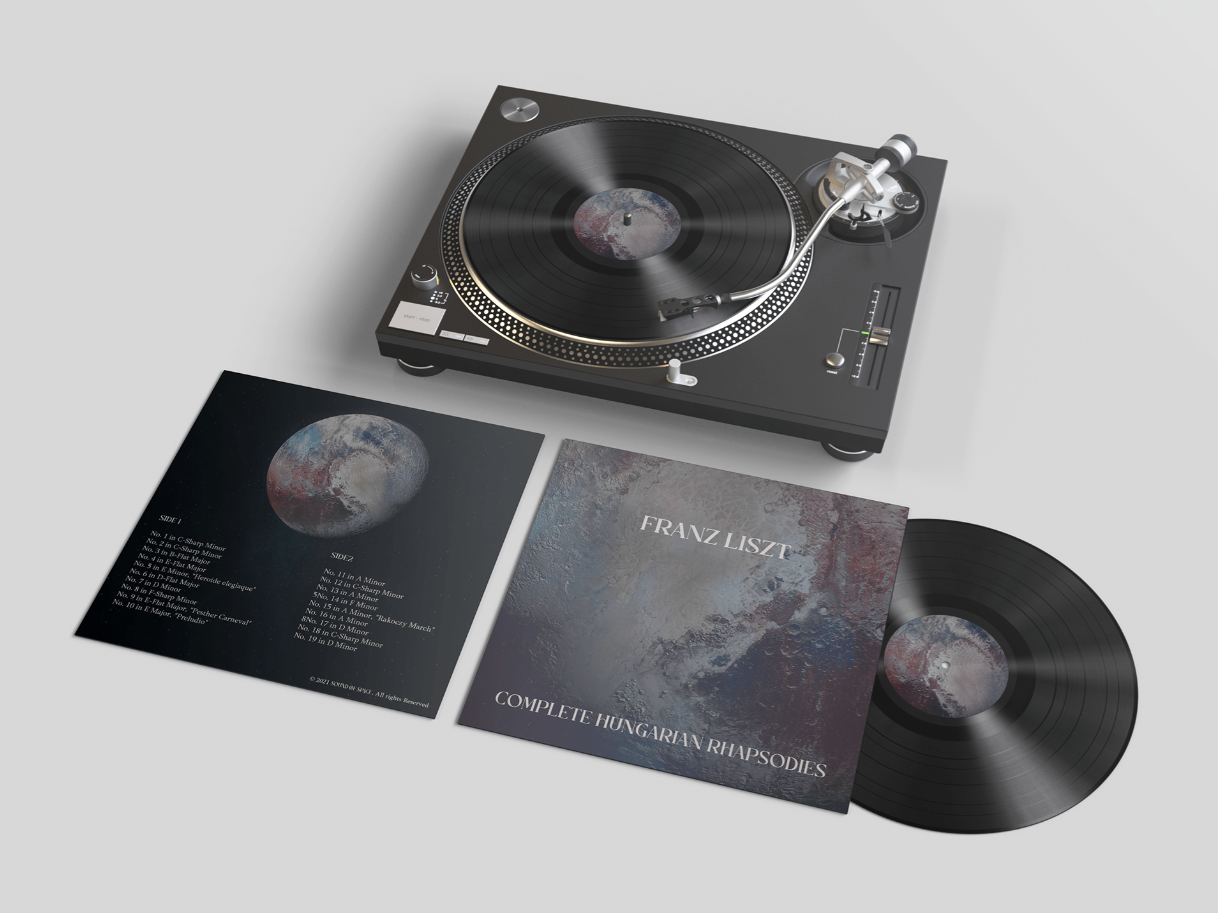 SIDE 1
No. 1 in C-Sharp Minor
No. 2 in C-Sharp Minor
No. 3 in B-Flat Major
No. 4 in E-Flat Major
No. 5 in E Minor, "Heroide elegiaque"
No. 6 in D-Flat Major
No. 7 in D Minor
No. 8 in F-Sharp Minor
No. 9 in E-Flat Major, "Pesther Carneval"
No. 10 in E Major, "Preludio"
SIDE2
No. 11 in A Minor
No. 12 in C-Sharp Minor
No. 13 in A Minor
5No. 14 in F Minor
No. 15 in A Minor, "Rakoczy March"
No. 16 in A Minor
8No. 17 in D Minor
No. 18 in C-Sharp Minor
No. 19 in D Minor
© 2021 SOUND IN SPACE . All rights Reserved
FRANZ LISZT
COMPLETE HUNGARIAN RHAPSODIES